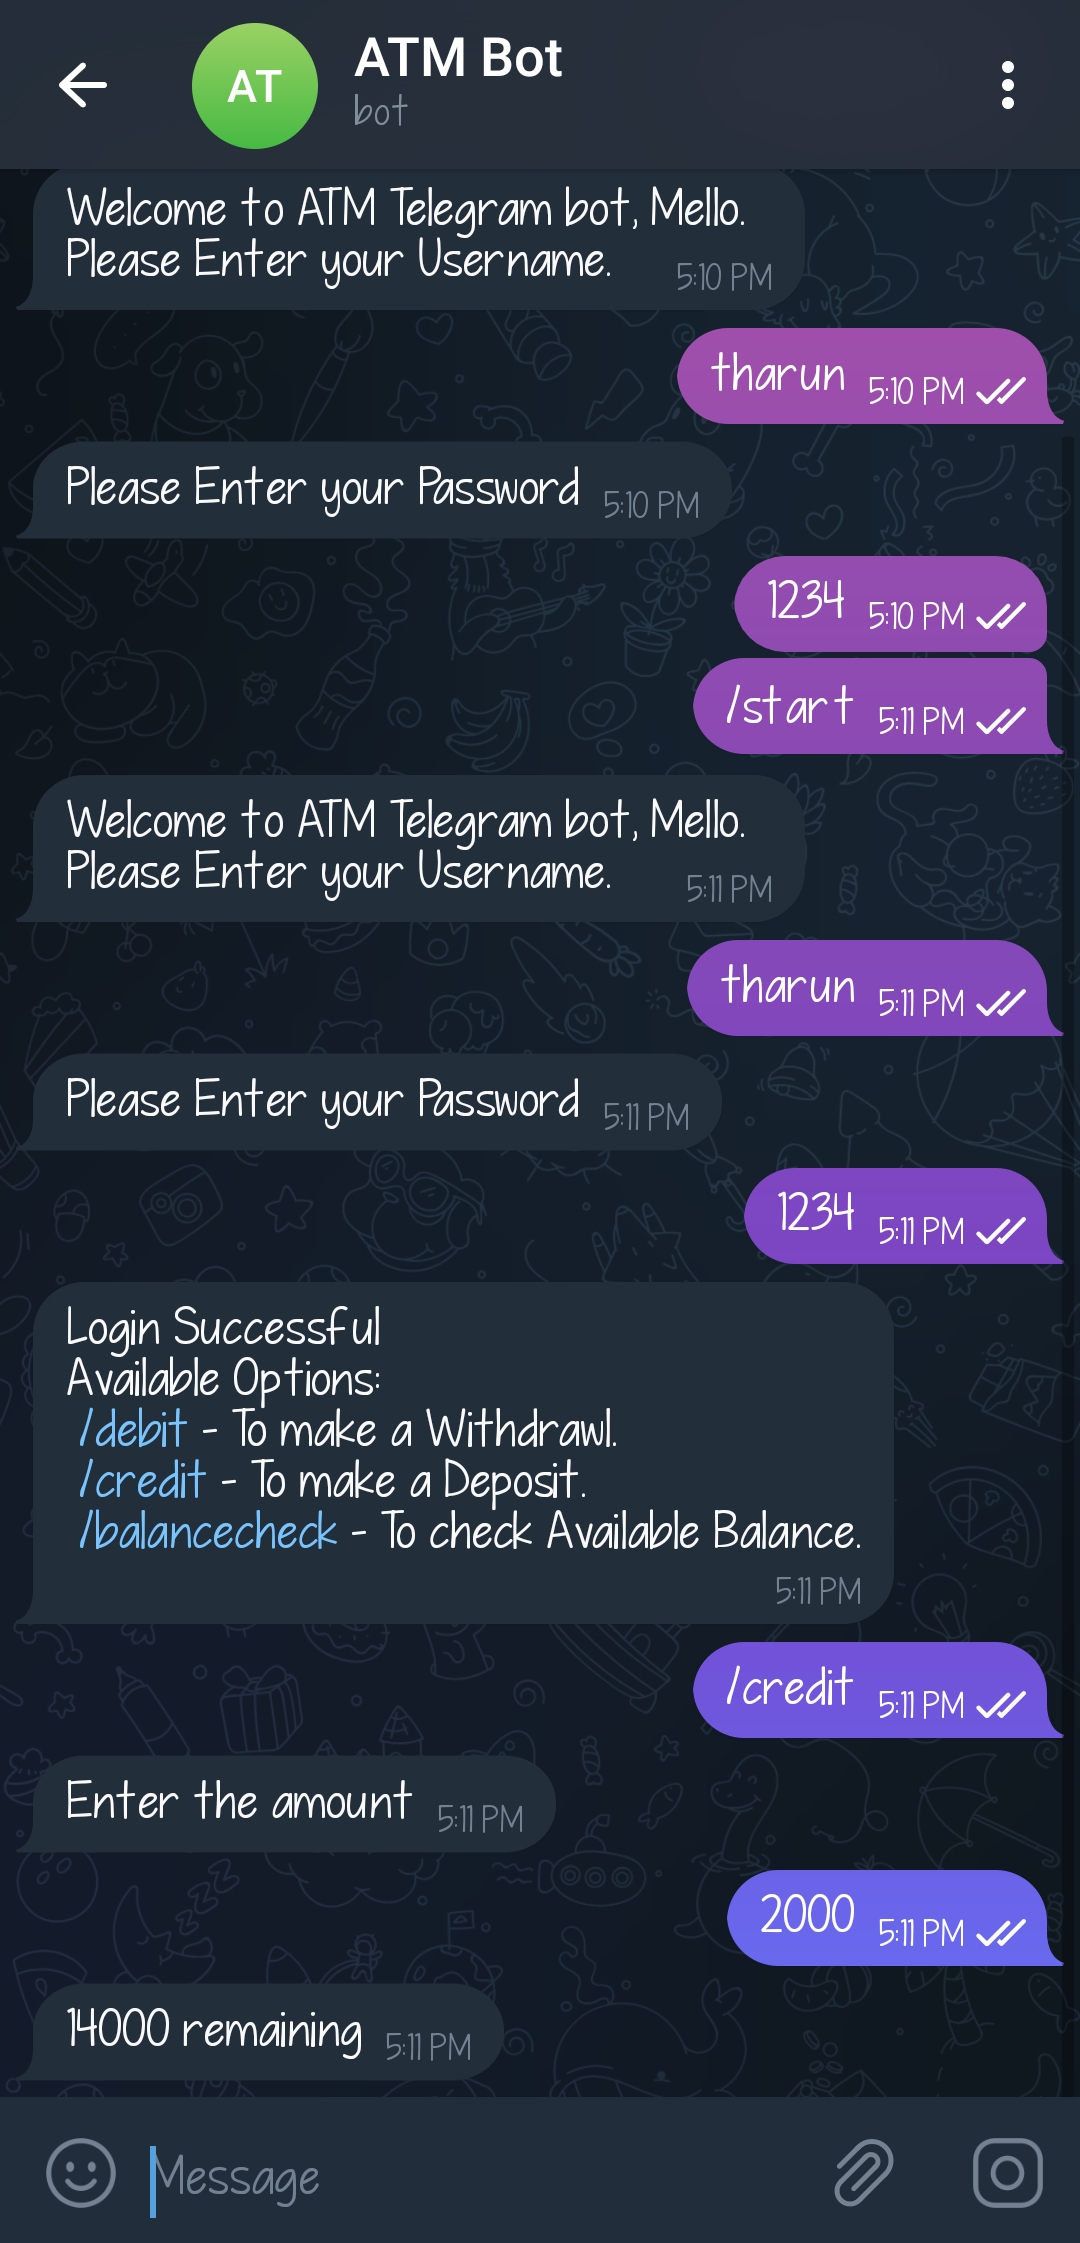 AT
ATM Bot
bot
Welcome to ATM Telegram bot, Mello.
Please Enter your Username.
5:10 PM
tharun 5:10 PM
Please Enter your Password 5:10 PM
1234 5:10 PM
/start 5:11 PM
Welcome to ATM Telegram bot, Mello.
Please Enter your Username.
5:11 PM
tharun 5:11 PM
Please Enter your Password 5:11 PM
1234 5:11 PM
Login Successful
Available Options:
/debit - To make a Withdrawl.
/credit - To make a Deposit.
/balancecheck - To check Available Balance.
5:11 PM
/credit 5:11 PM
Enter the amount 5:11 PM
2000 5:11 PM
14000 remaining 5:11 PM
Message